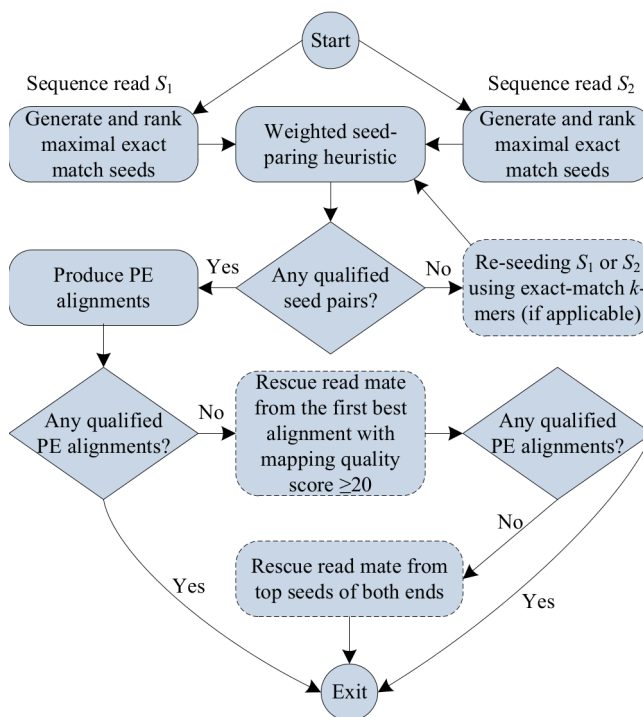 Start
Sequence read S1
Sequence read S2
Generate and rank
maximal exact
match seeds
Weighted seed-
paring heuristic
Generate and rank
maximal exact
match seeds
Produce PE
alignments
Yes
Any qualified
seed pairs?
No
Re-seeding S1 or S2
using exact-match k-
mers (if applicable)
Any qualified
PE alignments?
No
Rescue read mate
from the first best
alignment with
mapping quality
score ≥20
Any qualified
PE alignments?
No
Yes
Rescue read mate from
top seeds of both ends
Yes
Exit